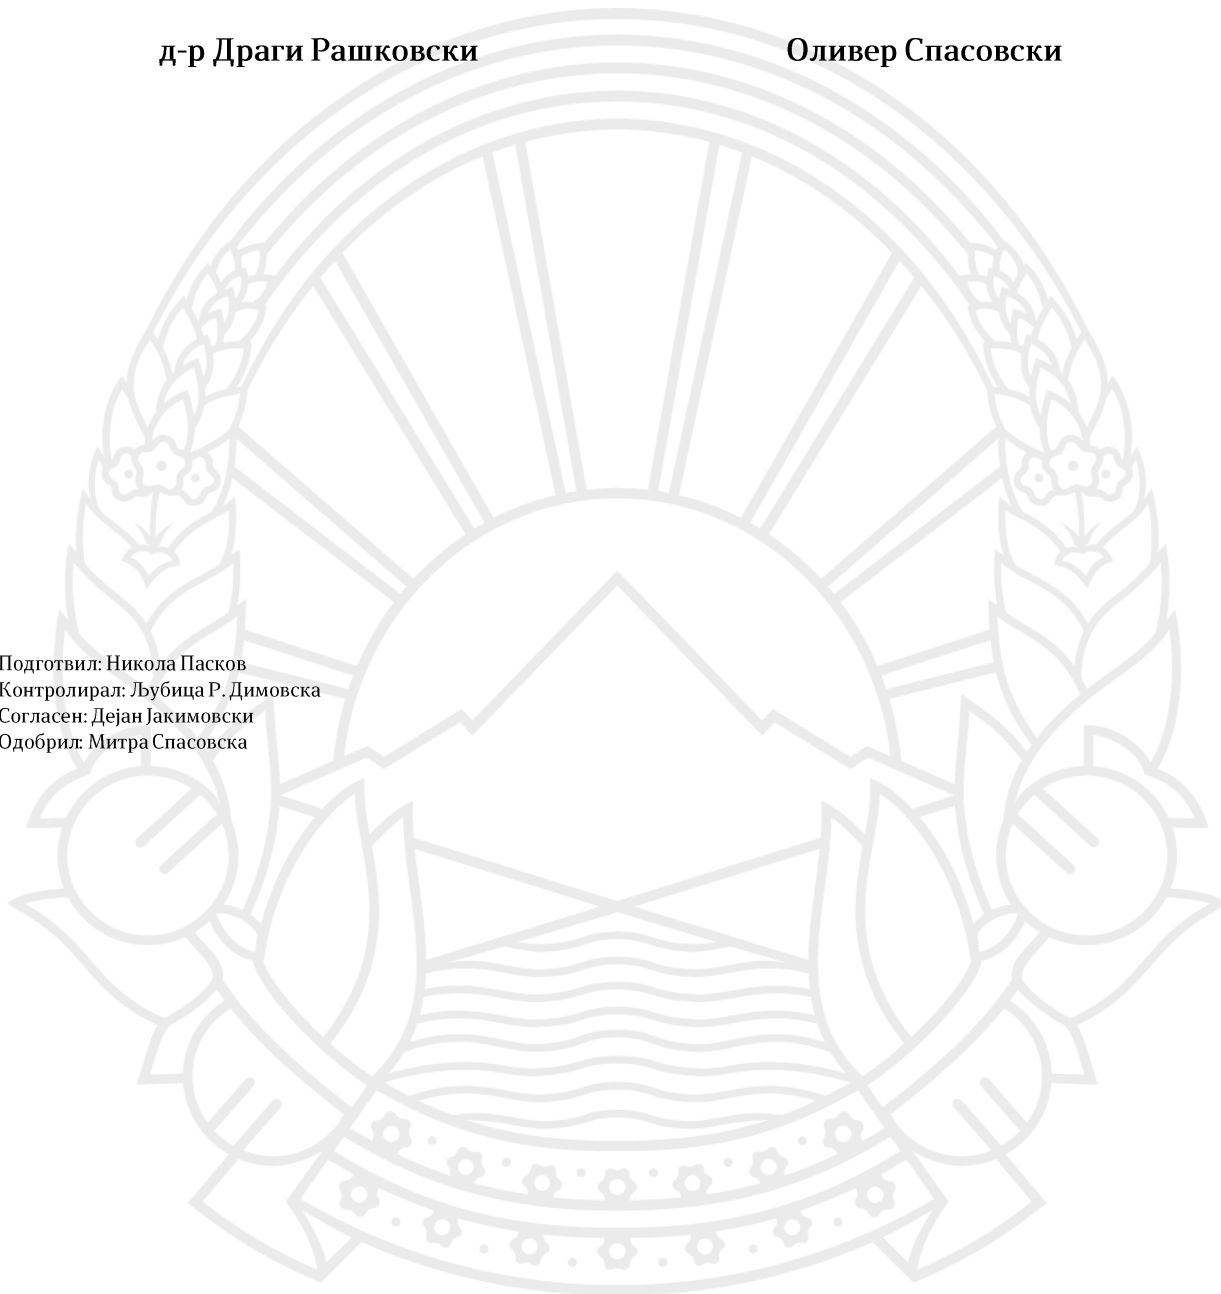 д-р Драги Рашковски Оливер Спасовски
Подготвил: Никола Пасков
Контролирал: Љубица Р. Димовска
Согласен: Дејан Јакимовски
Одобрил: Митра Спасовска